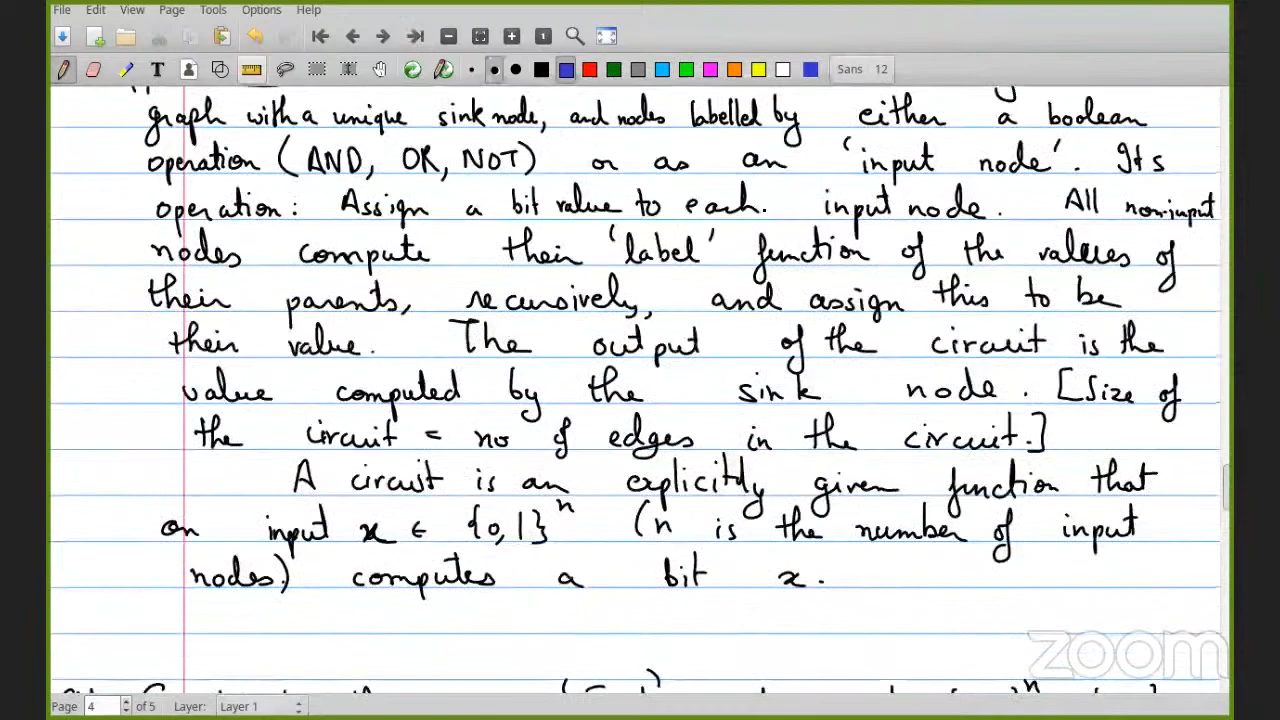 File Edit View Page Tools Options Help
Sans 12
graph with a unique sink node, and nodes labelled by either a boolean
operation (AND, OR, NOT) or as an 'input node'. Its
operation: Assign a bit value to each. input node. All non-input
nodes compute their 'label' function of the values of
their parents, recursively, and assign this to be
their value. The output of the circuit is the
value computed by the sink node. [Size of
the circuit = no of edges in the circuit.]
A circuit is an explicitly given function that
on input x ∈ {0,1}^n (n is the number of input
nodes) computes a bit x.
zoom
Page 4 of 5 Layer: Layer 1